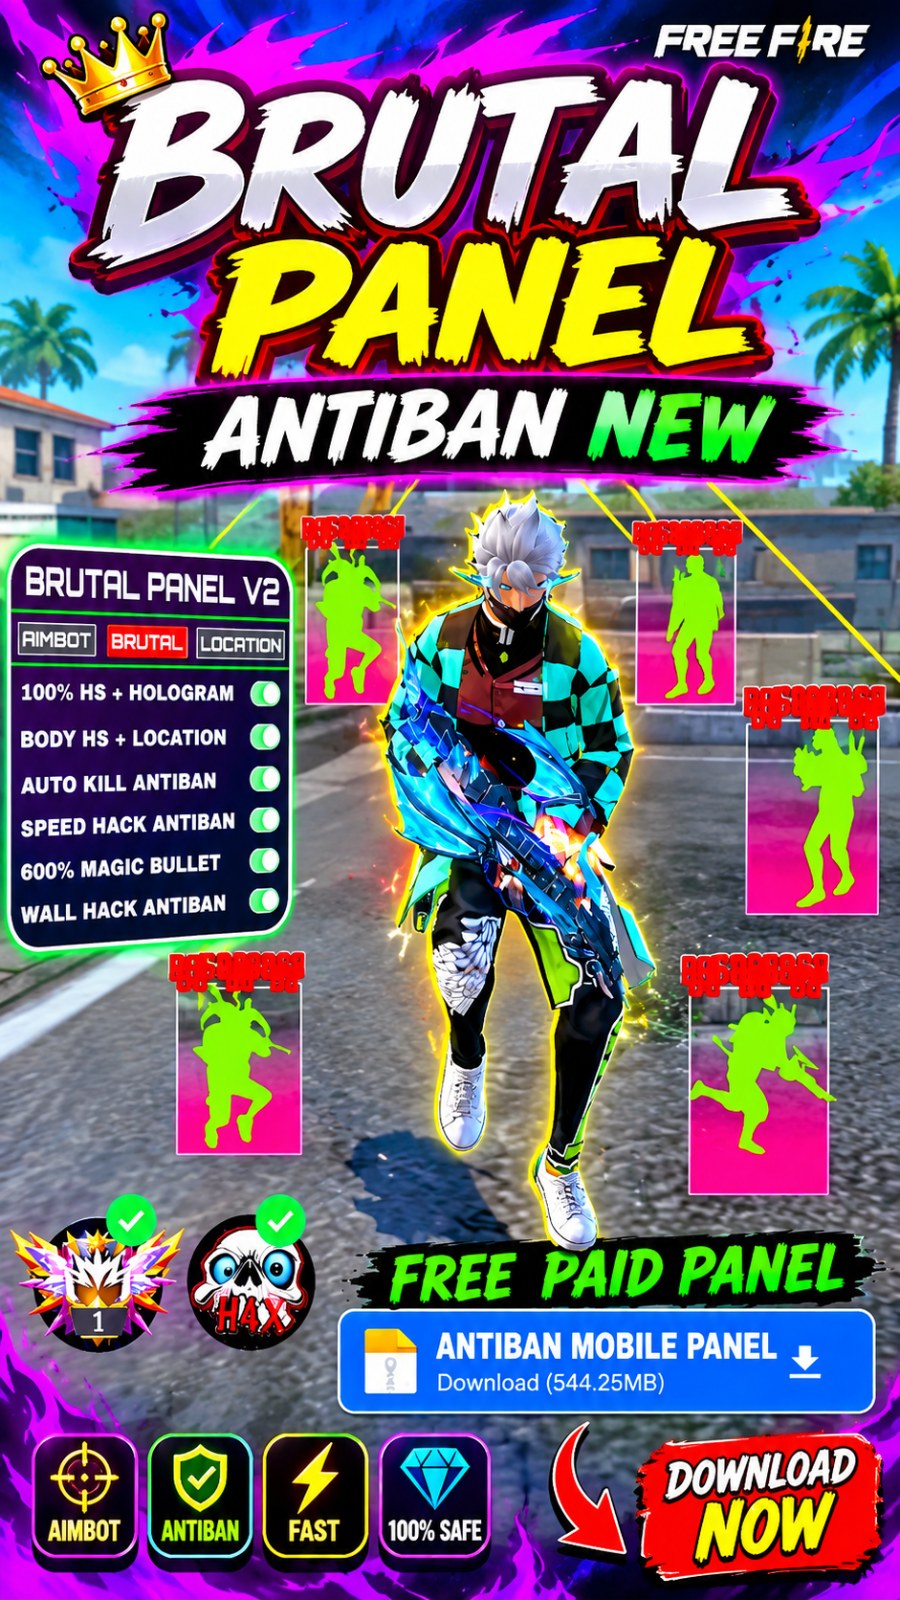 FREE FIRE
BRUTAL
PANEL
ANTIBAN NEW
BRUTAL PANEL V2
AIMBOT BRUTAL LOCATION
100% HS + HOLOGRAM
BODY HS + LOCATION
AUTO KILL ANTIBAN
SPEED HACK ANTIBAN
600% MAGIC BULLET
WALL HACK ANTIBAN
1
H4X
FREE PAID PANEL
ANTIBAN MOBILE PANEL
Download (544.25MB)
AIMBOT
ANTIBAN
FAST
100% SAFE
DOWNLOAD
NOW